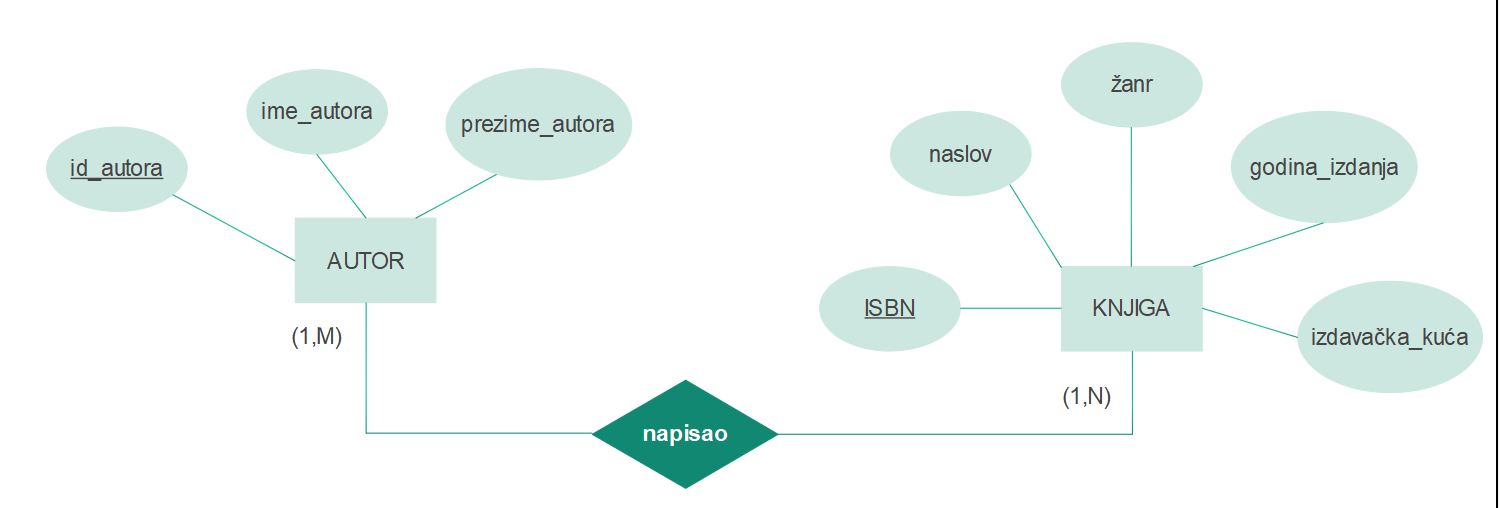 id_autora
ime_autora
prezime_autora
AUTOR
(1,M)
napisao
ISBN
naslov
žanr
godina_izdanja
izdavačka_kuća
KNJIGA
(1,N)